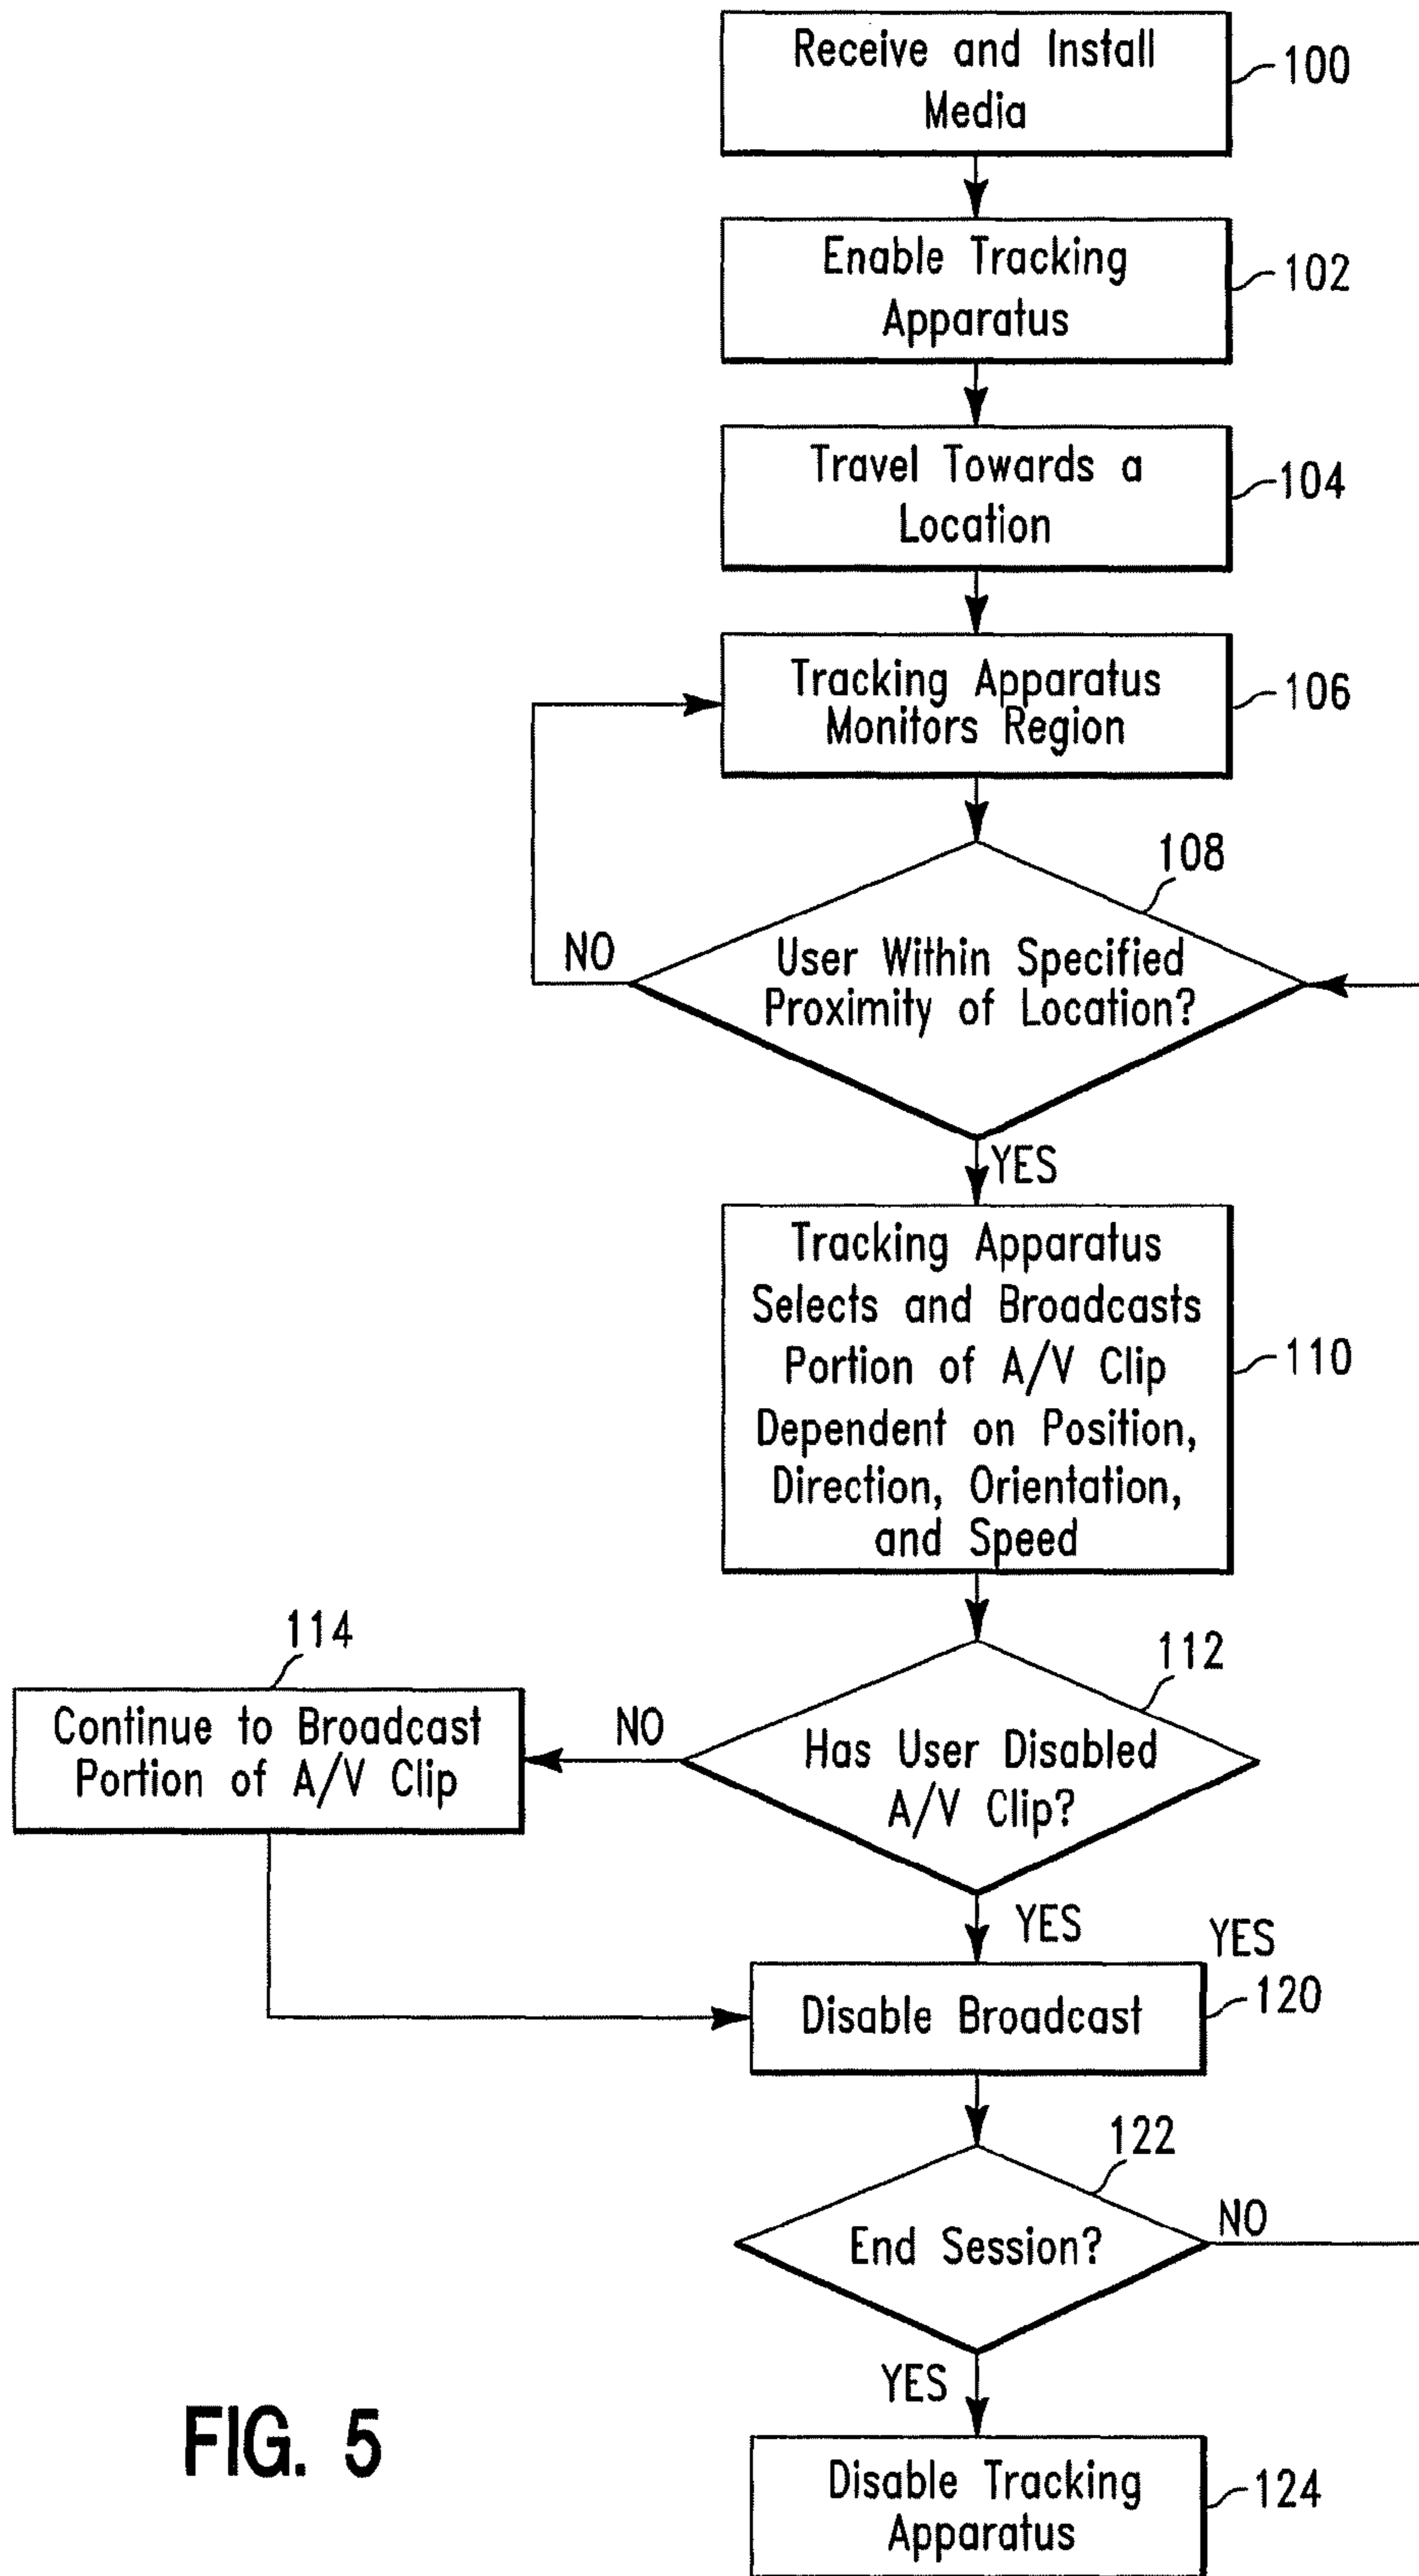 Receive and Install
Media
100
Enable Tracking
Apparatus
102
Travel Towards a
Location
104
Tracking Apparatus
Monitors Region
106
108
NO
User Within Specified
Proximity of Location?
YES
Tracking Apparatus
Selects and Broadcasts
Portion of A/V Clip
Dependent on Position,
Direction, Orientation,
and Speed
110
114
112
Continue to Broadcast
Portion of A/V Clip
NO
Has User Disabled
A/V Clip?
YES
YES
Disable Broadcast
120
122
End Session?
NO
YES
FIG. 5
Disable Tracking
Apparatus
124